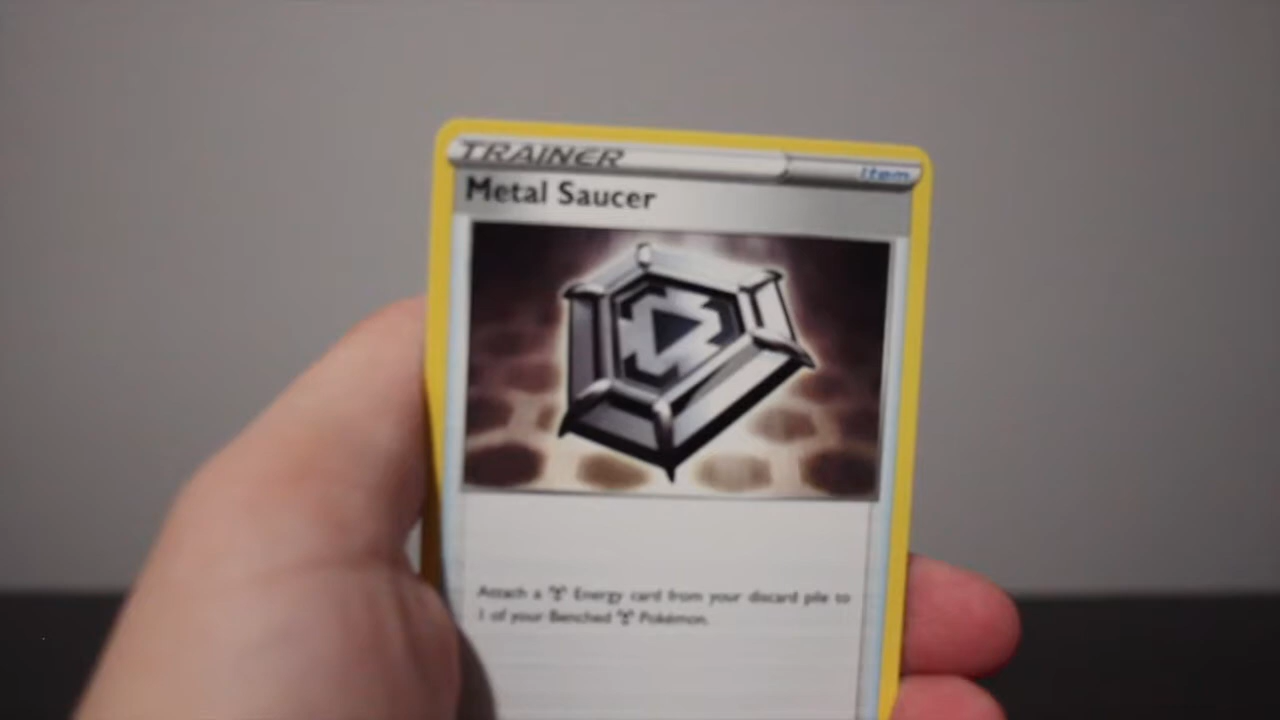 TRAINER
Item
Metal Saucer
Attach a Energy card from your discard pile to
1 of your Benched Pokémon.